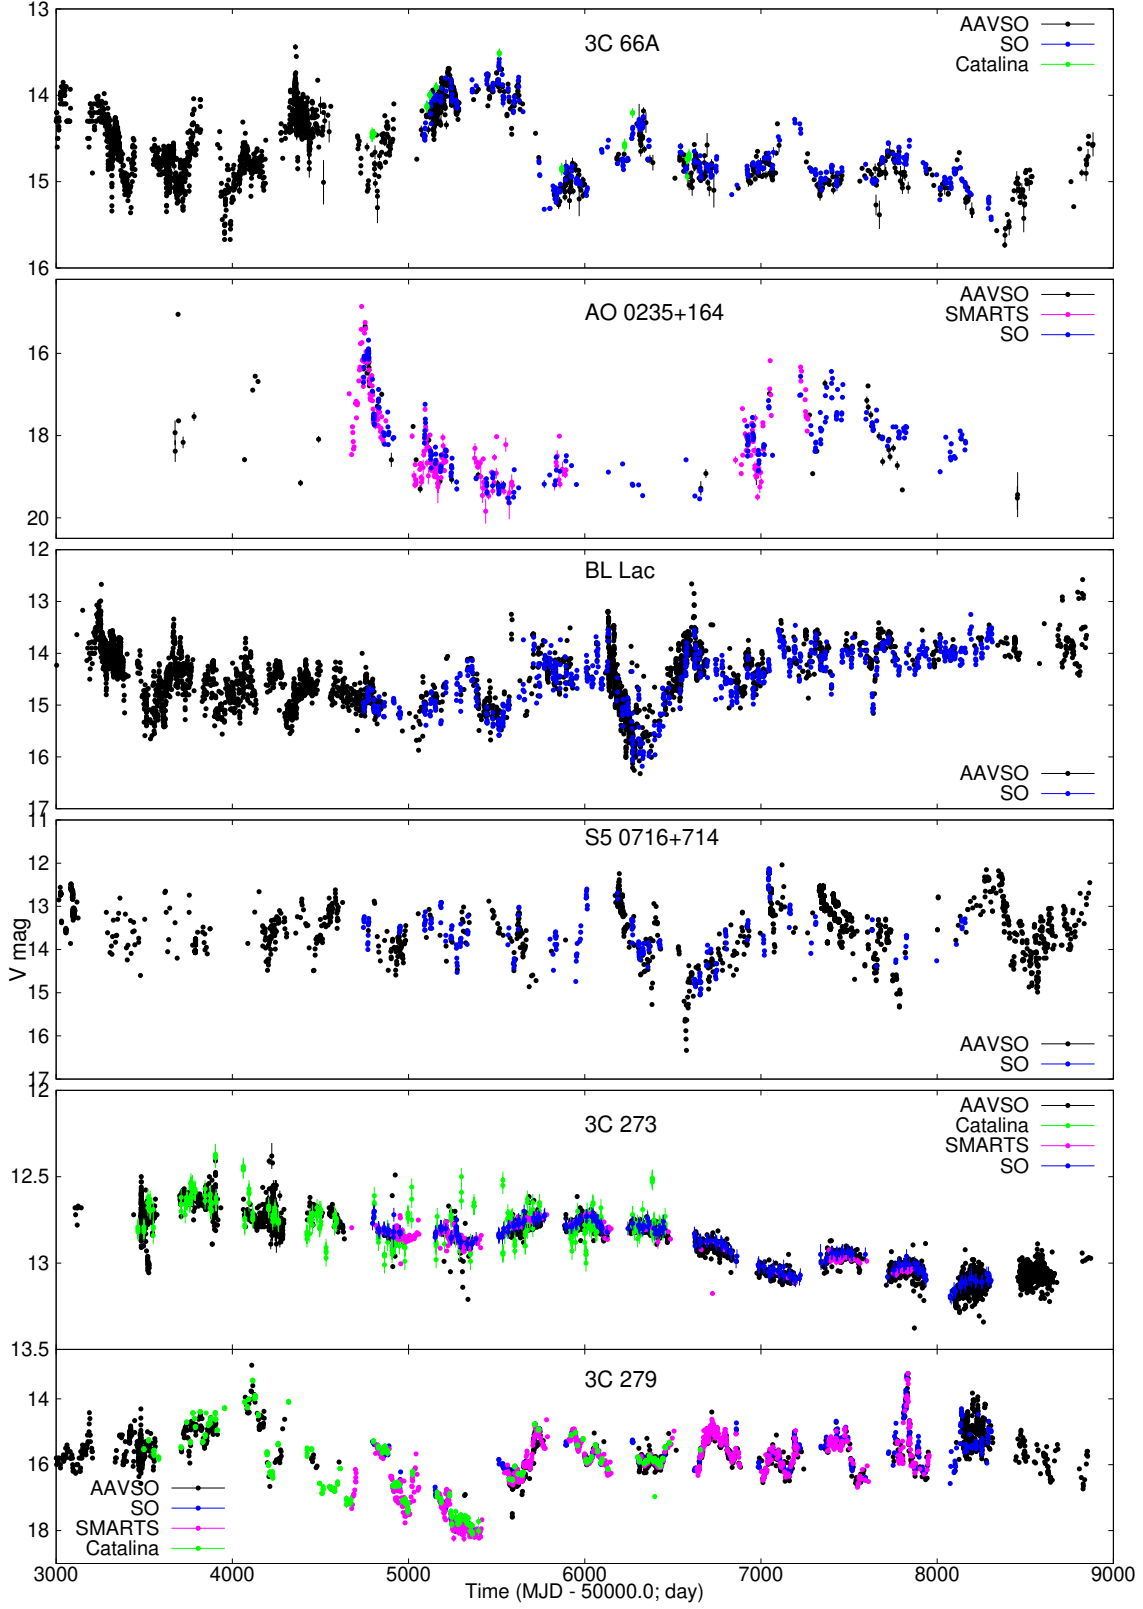 13
14
15
16
3C 66A
AAVSO
SO
Catalina
16
18
20
AO 0235+164
AAVSO
SMARTS
SO
12
13
14
15
16
17
BL Lac
AAVSO
SO
11
12
13
14
15
16
17
S5 0716+714
AAVSO
SO
V mag
12
12.5
13.0
13.5
3C 273
AAVSO
Catalina
SMARTS
SO
14
16
18
3C 279
AAVSO
SO
SMARTS
Catalina
3000 4000 5000 6000 7000 8000 9000
Time (MJD - 50000.0; day)